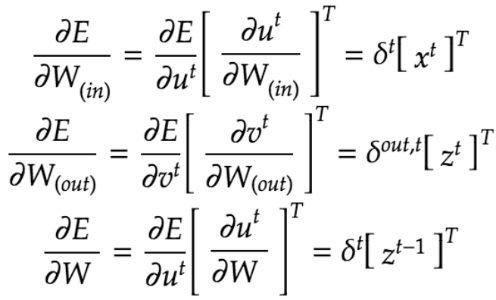 ∂E/∂W_(in) = ∂E/∂u^t [ ∂u^t/∂W_(in) ]^T = δ^t [ x^t ]^T
∂E/∂W_(out) = ∂E/∂v^t [ ∂v^t/∂W_(out) ]^T = δ^{out,t} [ z^t ]^T
∂E/∂W = ∂E/∂u^t [ ∂u^t/∂W ]^T = δ^t [ z^{t−1} ]^T